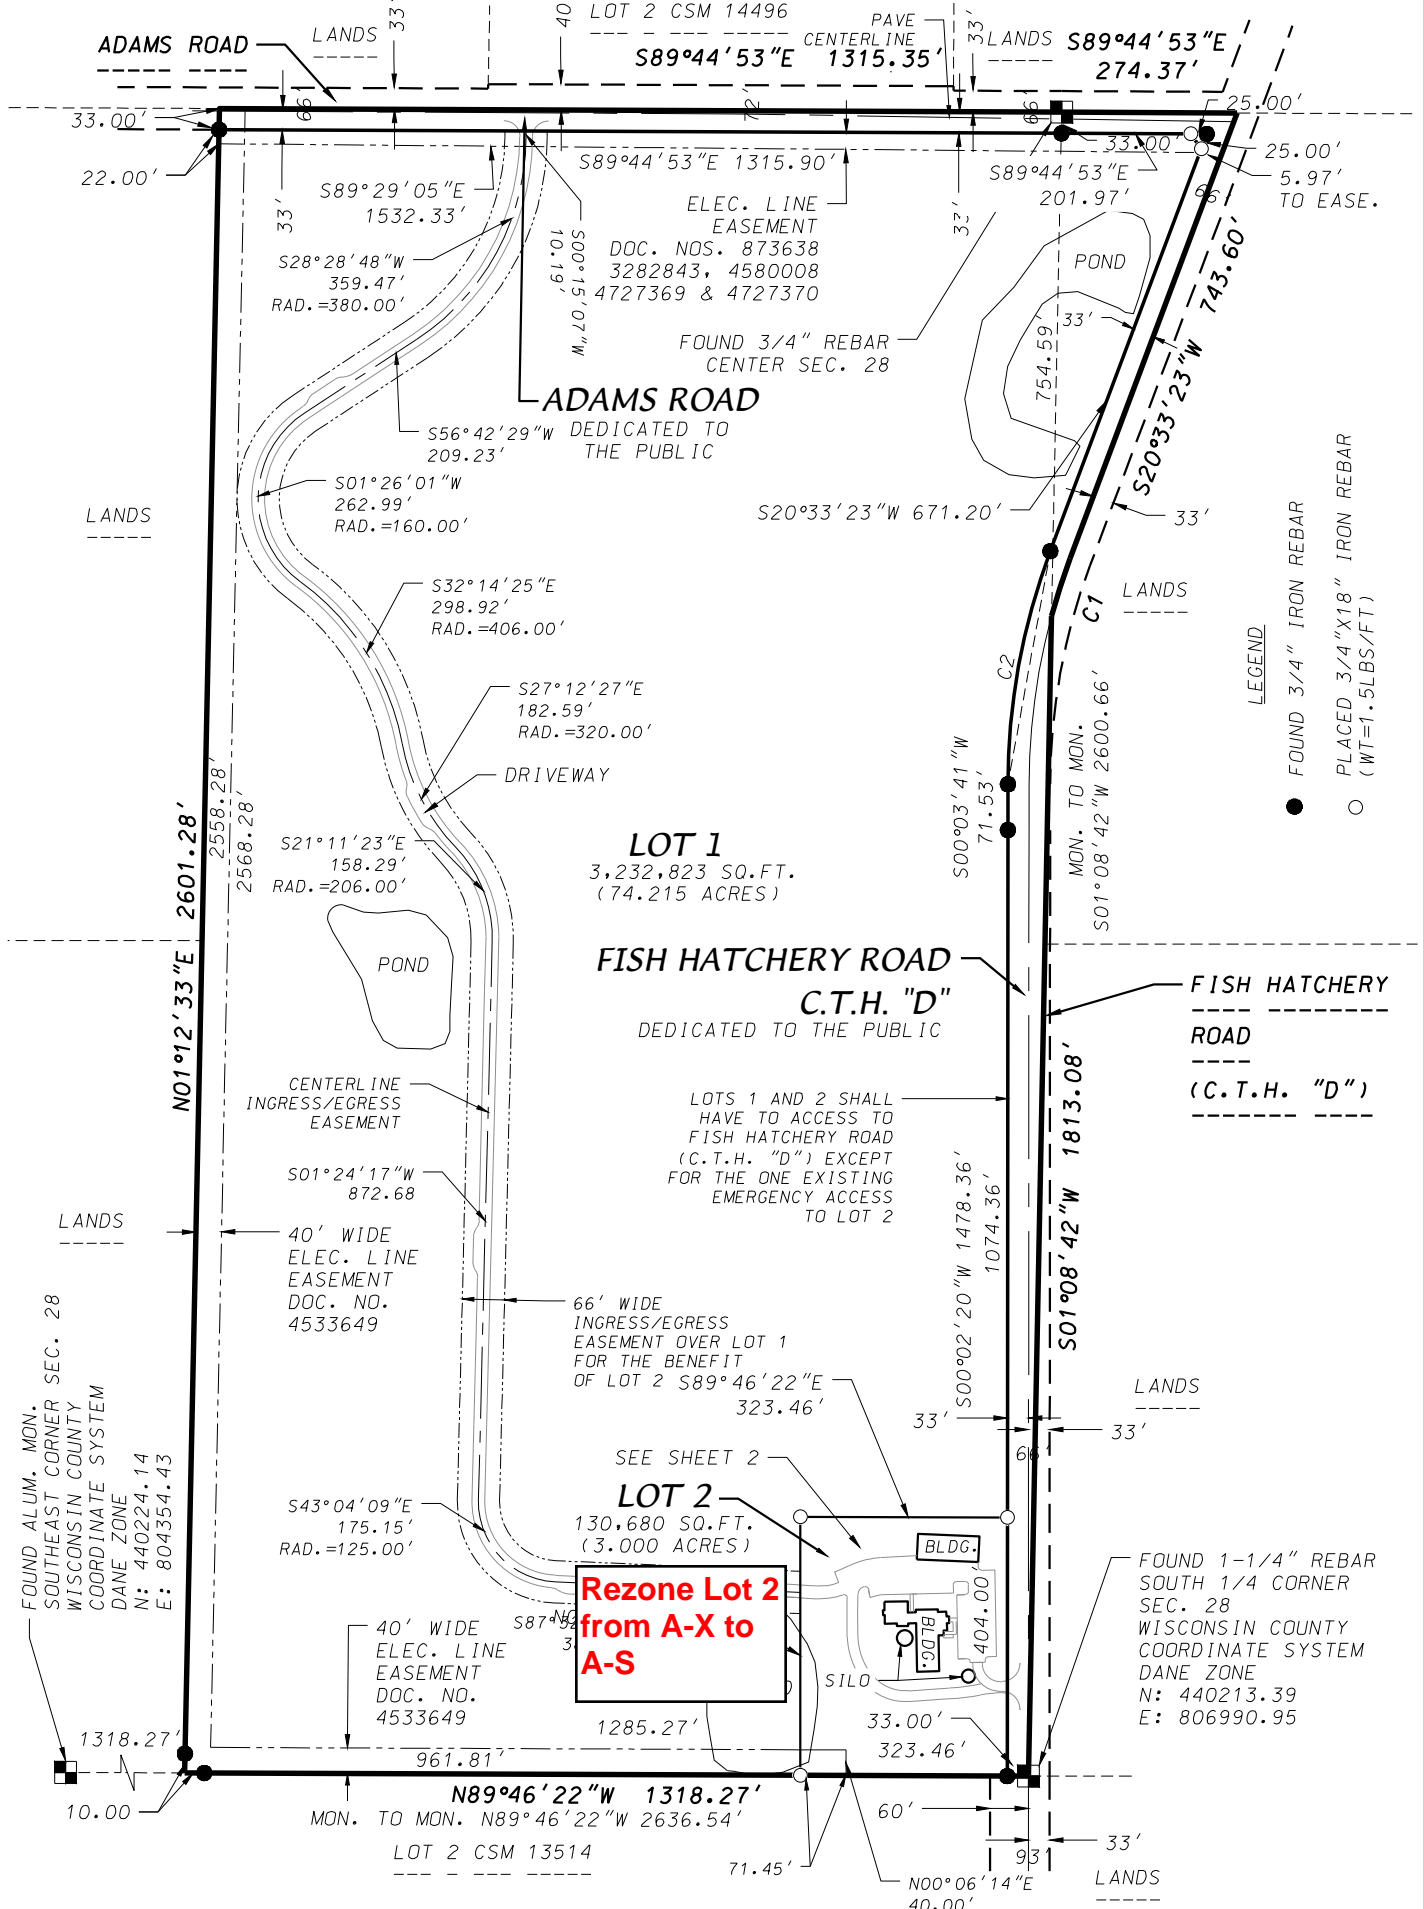 33'
40
LOT 2 CSM 14496
PAVE
CENTERLINE
33'
ADAMS ROAD
LANDS
S89°44'53"E 1315.35'
LANDS
S89°44'53"E
274.37'
66'
72'
66'
25.00'
33.00'
33.00'
25.00'
22.00'
5.97'
TO EASE.
S89°44'53"E 1315.90'
S89°44'53"E
201.97'
66'
33'
S89°29'05"E
1532.33'
33'
ELEC. LINE
EASEMENT
DOC. NOS. 873638
3282843, 4580008
4727369 & 4727370
S00°15'07"W
10.19'
S28°28'48"W
359.47'
RAD.=380.00'
POND
743.60'
S20°33'23"W
33'
754.59'
FOUND 3/4" REBAR
CENTER SEC. 28
ADAMS ROAD
DEDICATED TO
THE PUBLIC
S56°42'29"W
209.23'
S01°26'01"W
262.99'
RAD.=160.00'
LANDS
S20°33'23"W 671.20'
33'
LANDS
C1
C2
LEGEND
FOUND 3/4" IRON REBAR
PLACED 3/4"X18" IRON REBAR
(WT=1.5LBS/FT)
S32°14'25"E
298.92'
RAD.=406.00'
S27°12'27"E
182.59'
RAD.=320.00'
DRIVEWAY
S00°03'41"W
71.53'
MON. TO MON.
S01°08'42"W 2600.66'
N01°12'33"E 2601.28'
2558.28'
2568.28'
S21°11'23"E
158.29'
RAD.=206.00'
LOT 1
3,232,823 SQ.FT.
(74.215 ACRES)
POND
FISH HATCHERY ROAD
C.T.H. "D"
DEDICATED TO THE PUBLIC
FISH HATCHERY
ROAD
(C.T.H. "D")
CENTERLINE
INGRESS/EGRESS
EASEMENT
LOTS 1 AND 2 SHALL
HAVE TO ACCESS TO
FISH HATCHERY ROAD
(C.T.H. "D") EXCEPT
FOR THE ONE EXISTING
EMERGENCY ACCESS
TO LOT 2
S01°24'17"W
872.68
S00°02'20"W 1478.36'
1074.36'
S01°08'42"W 1813.08'
LANDS
40' WIDE
ELEC. LINE
EASEMENT
DOC. NO.
4533649
66' WIDE
INGRESS/EGRESS
EASEMENT OVER LOT 1
FOR THE BENEFIT
OF LOT 2
S89°46'22"E
323.46'
LANDS
33'
33'
66'
FOUND ALUM. MON.
SOUTHEAST CORNER SEC. 28
WISCONSIN COUNTY
COORDINATE SYSTEM
DANE ZONE
N: 440224.14
E: 804354.43
SEE SHEET 2
LOT 2
130,680 SQ.FT.
(3.000 ACRES)
S43°04'09"E
175.15'
RAD.=125.00'
BLDG.
BLDG.
404.00'
SILO
FOUND 1-1/4" REBAR
SOUTH 1/4 CORNER
SEC. 28
WISCONSIN COUNTY
COORDINATE SYSTEM
DANE ZONE
N: 440213.39
E: 806990.95
Rezone Lot 2
from A-X to
A-S
40' WIDE
ELEC. LINE
EASEMENT
DOC. NO.
4533649
1285.27'
33.00'
323.46'
1318.27'
961.81'
10.00
N89°46'22"W 1318.27'
MON. TO MON. N89°46'22"W 2636.54'
LOT 2 CSM 13514
60'
33'
93'
71.45'
N00°06'14"E
40.00'
LANDS